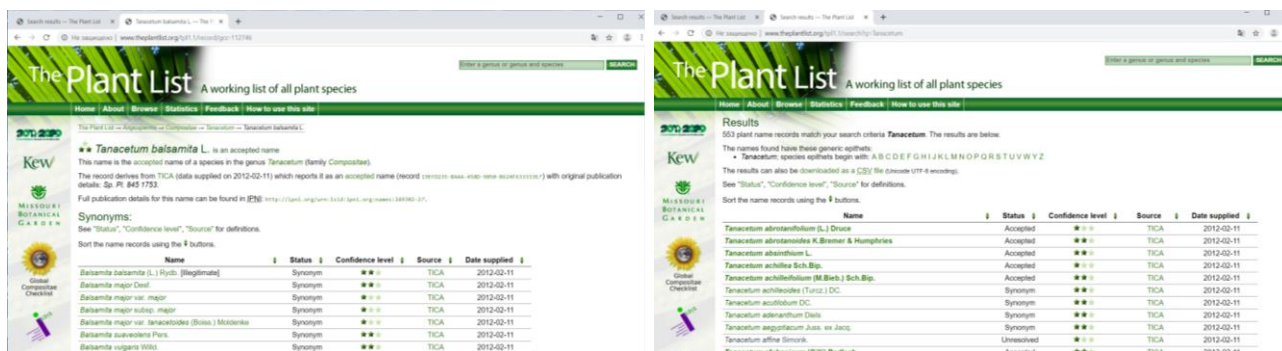 Search results — The Plant List
Tanacetum balsamita L. — The P
Не защищено | www.theplantlist.org/tpl1.1/record/gcc-112746
The Plant List A working list of all plant species
Enter a genus or genus and species SEARCH
Home About Browse Statistics Feedback How to use this site
The Plant List → Angiosperms → Compositae → Tanacetum → Tanacetum balsamita L.
Tanacetum balsamita L. is an accepted name
This name is the accepted name of a species in the genus Tanacetum (family Compositae).
The record derives from TICA (data supplied on 2012-02-11) which reports it as an accepted name (record with original publication
details: Sp. Pl. 845 1753.
Full publication details for this name can be found in IPNI:
Synonyms:
See "Status", "Confidence level", "Source" for definitions.
Sort the name records using the buttons.
Name Status Confidence level Source Date supplied
Balsamita balsamita (L.) Rydb. [Illegitimate] Synonym TICA 2012-02-11
Balsamita major Desf. Synonym TICA 2012-02-11
Balsamita major var. major Synonym TICA 2012-02-11
Balsamita major subsp. major Synonym TICA 2012-02-11
Balsamita major var. tanacetoides (Boiss.) Moldenke Synonym TICA 2012-02-11
Balsamita suaveolens Pers. Synonym TICA 2012-02-11
Balsamita vulgaris Willd. Synonym TICA 2012-02-11
Kew
MISSOURI
BOTANICAL
GARDEN
Global
Compositae
Checklist
Search results — The Plant List
Search results — The Plant List
Не защищено | www.theplantlist.org/tpl1.1/search?q=Tanacetum
The Plant List A working list of all plant species
Enter a genus or genus and species SEARCH
Home About Browse Statistics Feedback How to use this site
Results
553 plant name records match your search criteria Tanacetum. The results are below.
The names found have these generic epithets:
• Tanacetum: species epithets begin with: A B C D E F G H I J K L M N O P Q R S T U V W Y Z
The results can also be downloaded as a CSV file (Unicode UTF-8 encoding).
See "Status", "Confidence level", "Source" for definitions.
Sort the name records using the buttons.
Name Status Confidence level Source Date supplied
Tanacetum abrotanifolium (L.) Druce Accepted TICA 2012-02-11
Tanacetum abrotanoides K.Bremer & Humphries Accepted TICA 2012-02-11
Tanacetum absinthium L. Accepted TICA 2012-02-11
Tanacetum achillea Sch.Bip. Accepted TICA 2012-02-11
Tanacetum achilleifolium (M.Bieb.) Sch.Bip. Accepted TICA 2012-02-11
Tanacetum achilleoides (Turcz.) DC. Synonym TICA 2012-02-11
Tanacetum acutilobum DC. Synonym TICA 2012-02-11
Tanacetum adenanthum Diels Synonym TICA 2012-02-11
Tanacetum aegyptiacum Juss. ex Jacq. Synonym TICA 2012-02-11
Tanacetum affine Simonk. Unresolved TICA 2012-02-11
Kew
MISSOURI
BOTANICAL
GARDEN
Global
Compositae
Checklist